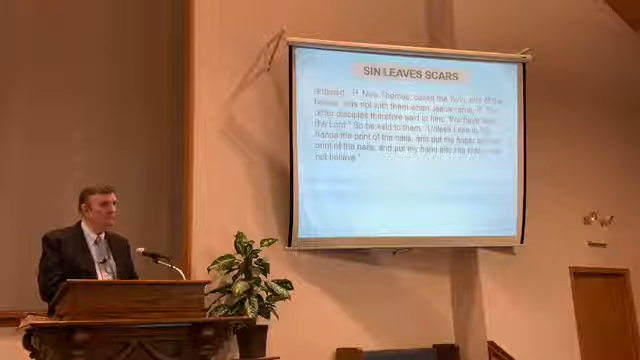 SIN LEAVES SCARS
retained." 24 Now Thomas, called the Twin, one of the
twelve, was not with them when Jesus came. 25 The
other disciples therefore said to him, "We have seen
the Lord." So he said to them, "Unless I see in His
hands the print of the nails, and put my finger into the
print of the nails, and put my hand into His side, I will
not believe."